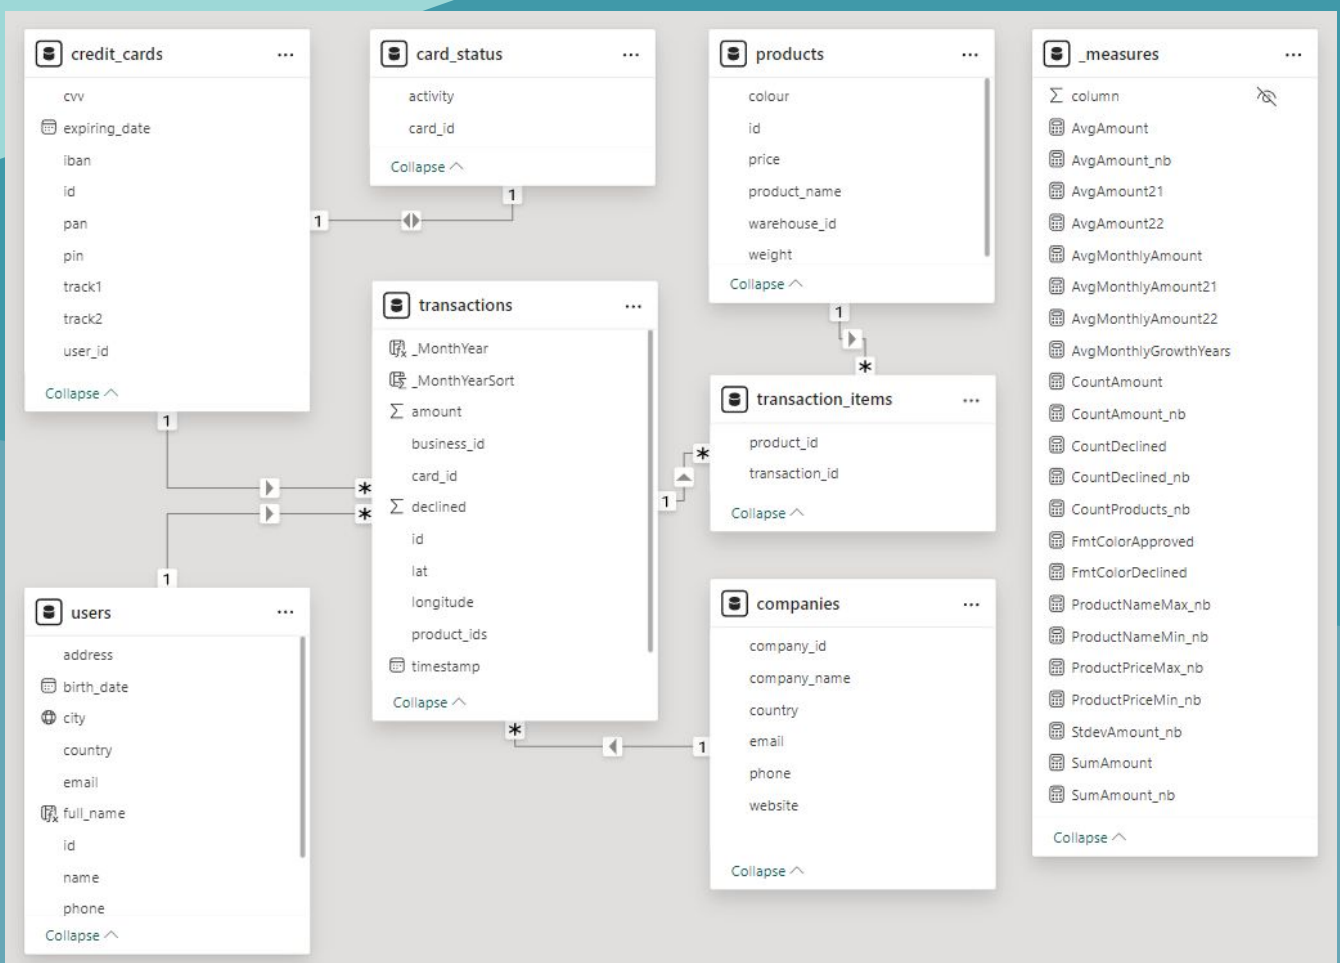 credit_cards
cvv
expiring_date
iban
id
pan
pin
track1
track2
user_id
Collapse
card_status
activity
card_id
Collapse
products
colour
id
price
product_name
warehouse_id
weight
Collapse
_measures
column
AvgAmount
AvgAmount_nb
AvgAmount21
AvgAmount22
AvgMonthlyAmount
AvgMonthlyAmount21
AvgMonthlyAmount22
AvgMonthlyGrowthYears
CountAmount
CountAmount_nb
CountDeclined
CountDeclined_nb
CountProducts_nb
FmtColorApproved
FmtColorDeclined
ProductNameMax_nb
ProductNameMin_nb
ProductPriceMax_nb
ProductPriceMin_nb
StdevAmount_nb
SumAmount
SumAmount_nb
Collapse
1
1
transactions
_MonthYear
_MonthYearSort
amount
business_id
card_id
declined
id
lat
longitude
product_ids
timestamp
Collapse
1
*
transaction_items
product_id
transaction_id
Collapse
1
*
1
*
1
*
users
address
birth_date
city
country
email
full_name
id
name
phone
Collapse
companies
company_id
company_name
country
email
phone
website
Collapse
*
1